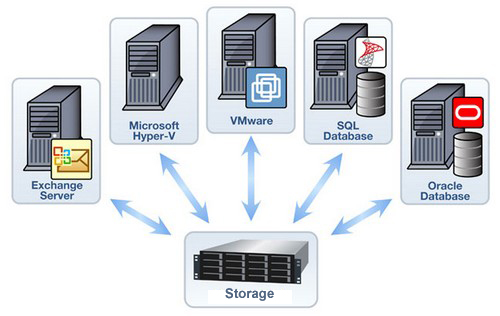 Exchange
Server
Microsoft
Hyper-V
VMware
SQL
Database
Oracle
Database
Storage